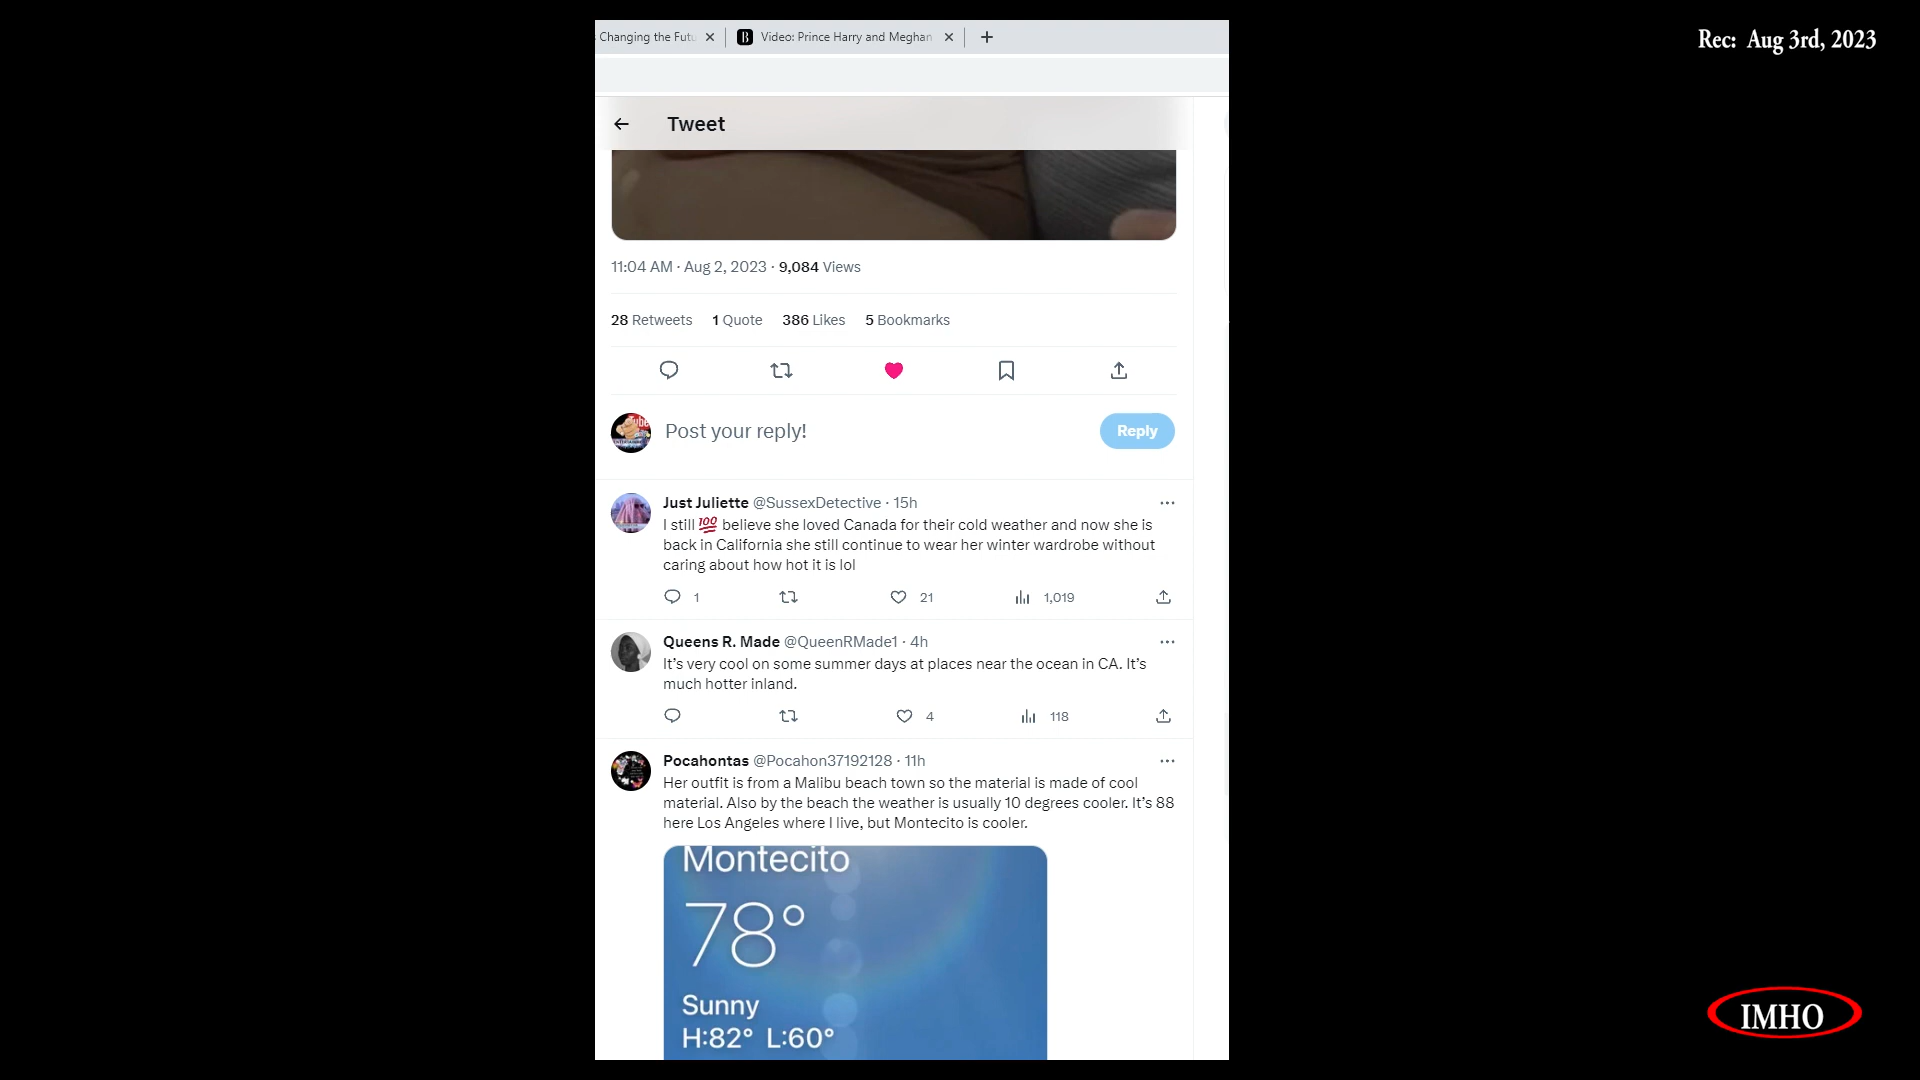 Changing the Futu
Video: Prince Harry and Meghan
Rec: Aug 3rd, 2023
Tweet
11:04 AM · Aug 2, 2023 · 9,084 Views
28 Retweets 1 Quote 386 Likes 5 Bookmarks
Post your reply!
Reply
Just Juliette @SussexDetective · 15h
I still 💯 believe she loved Canada for their cold weather and now she is
back in California she still continue to wear her winter wardrobe without
caring about how hot it is lol
1 21 1,019
Queens R. Made @QueenRMade1 · 4h
It's very cool on some summer days at places near the ocean in CA. It's
much hotter inland.
4 118
Pocahontas @Pocahon37192128 · 11h
Her outfit is from a Malibu beach town so the material is made of cool
material. Also by the beach the weather is usually 10 degrees cooler. It's 88
here Los Angeles where I live, but Montecito is cooler.
Montecito
78°
Sunny
H:82° L:60°
IMHO